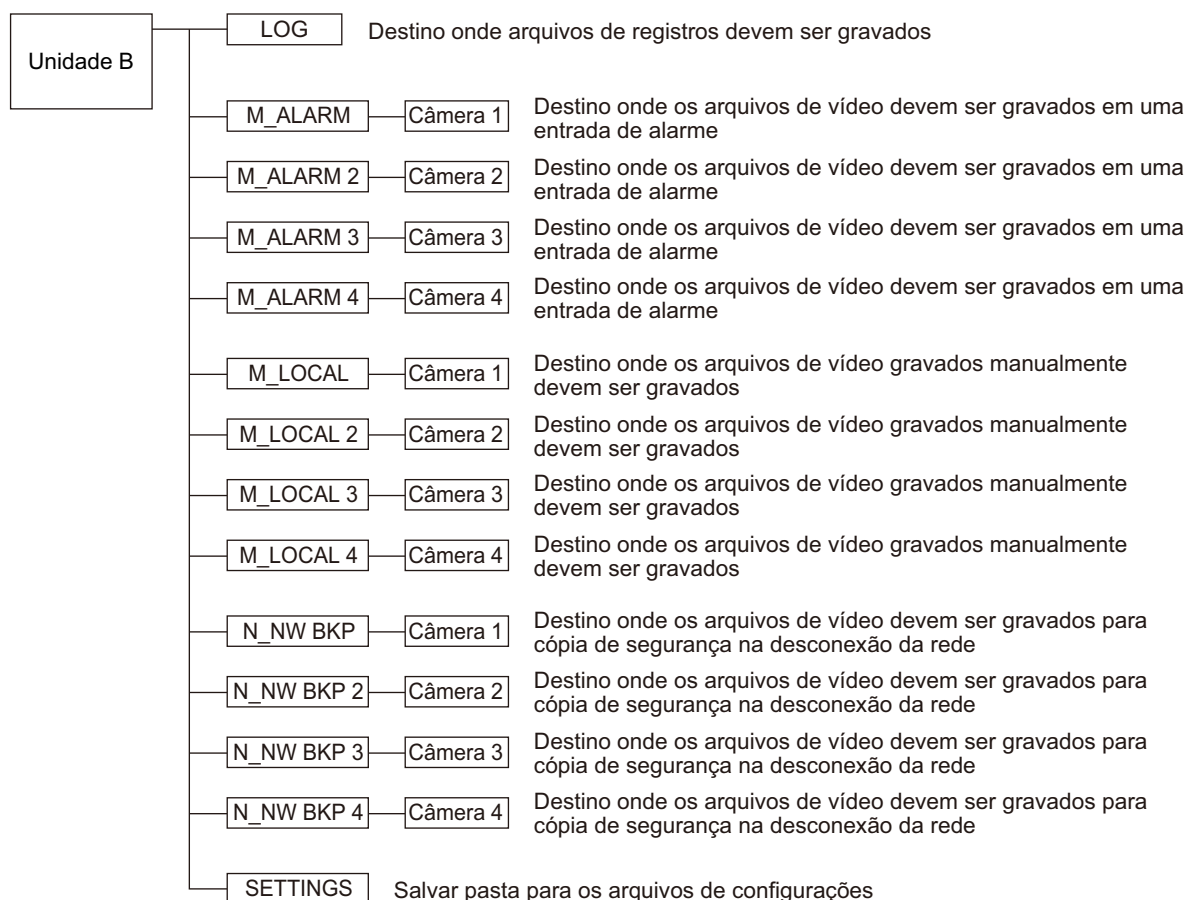 Unidade B
LOG Destino onde arquivos de registros devem ser gravados
M_ALARM Câmera 1 Destino onde os arquivos de vídeo devem ser gravados em uma
entrada de alarme
M_ALARM 2 Câmera 2 Destino onde os arquivos de vídeo devem ser gravados em uma
entrada de alarme
M_ALARM 3 Câmera 3 Destino onde os arquivos de vídeo devem ser gravados em uma
entrada de alarme
M_ALARM 4 Câmera 4 Destino onde os arquivos de vídeo devem ser gravados em uma
entrada de alarme
M_LOCAL Câmera 1 Destino onde os arquivos de vídeo gravados manualmente
devem ser gravados
M_LOCAL 2 Câmera 2 Destino onde os arquivos de vídeo gravados manualmente
devem ser gravados
M_LOCAL 3 Câmera 3 Destino onde os arquivos de vídeo gravados manualmente
devem ser gravados
M_LOCAL 4 Câmera 4 Destino onde os arquivos de vídeo gravados manualmente
devem ser gravados
N_NW BKP Câmera 1 Destino onde os arquivos de vídeo devem ser gravados para
cópia de segurança na desconexão da rede
N_NW BKP 2 Câmera 2 Destino onde os arquivos de vídeo devem ser gravados para
cópia de segurança na desconexão da rede
N_NW BKP 3 Câmera 3 Destino onde os arquivos de vídeo devem ser gravados para
cópia de segurança na desconexão da rede
N_NW BKP 4 Câmera 4 Destino onde os arquivos de vídeo devem ser gravados para
cópia de segurança na desconexão da rede
SETTINGS Salvar pasta para os arquivos de configurações